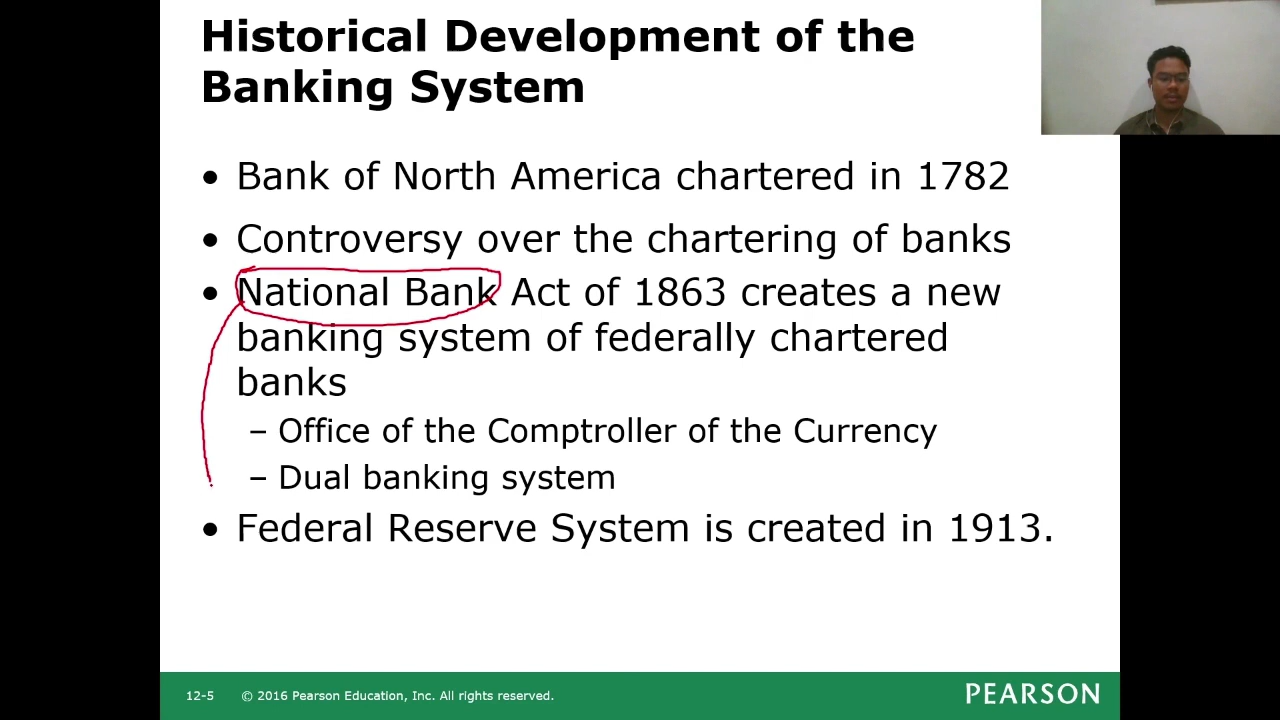 Historical Development of the
Banking System
• Bank of North America chartered in 1782
• Controversy over the chartering of banks
• National Bank Act of 1863 creates a new
banking system of federally chartered
banks
– Office of the Comptroller of the Currency
– Dual banking system
• Federal Reserve System is created in 1913.
12-5 © 2016 Pearson Education, Inc. All rights reserved.
PEARSON